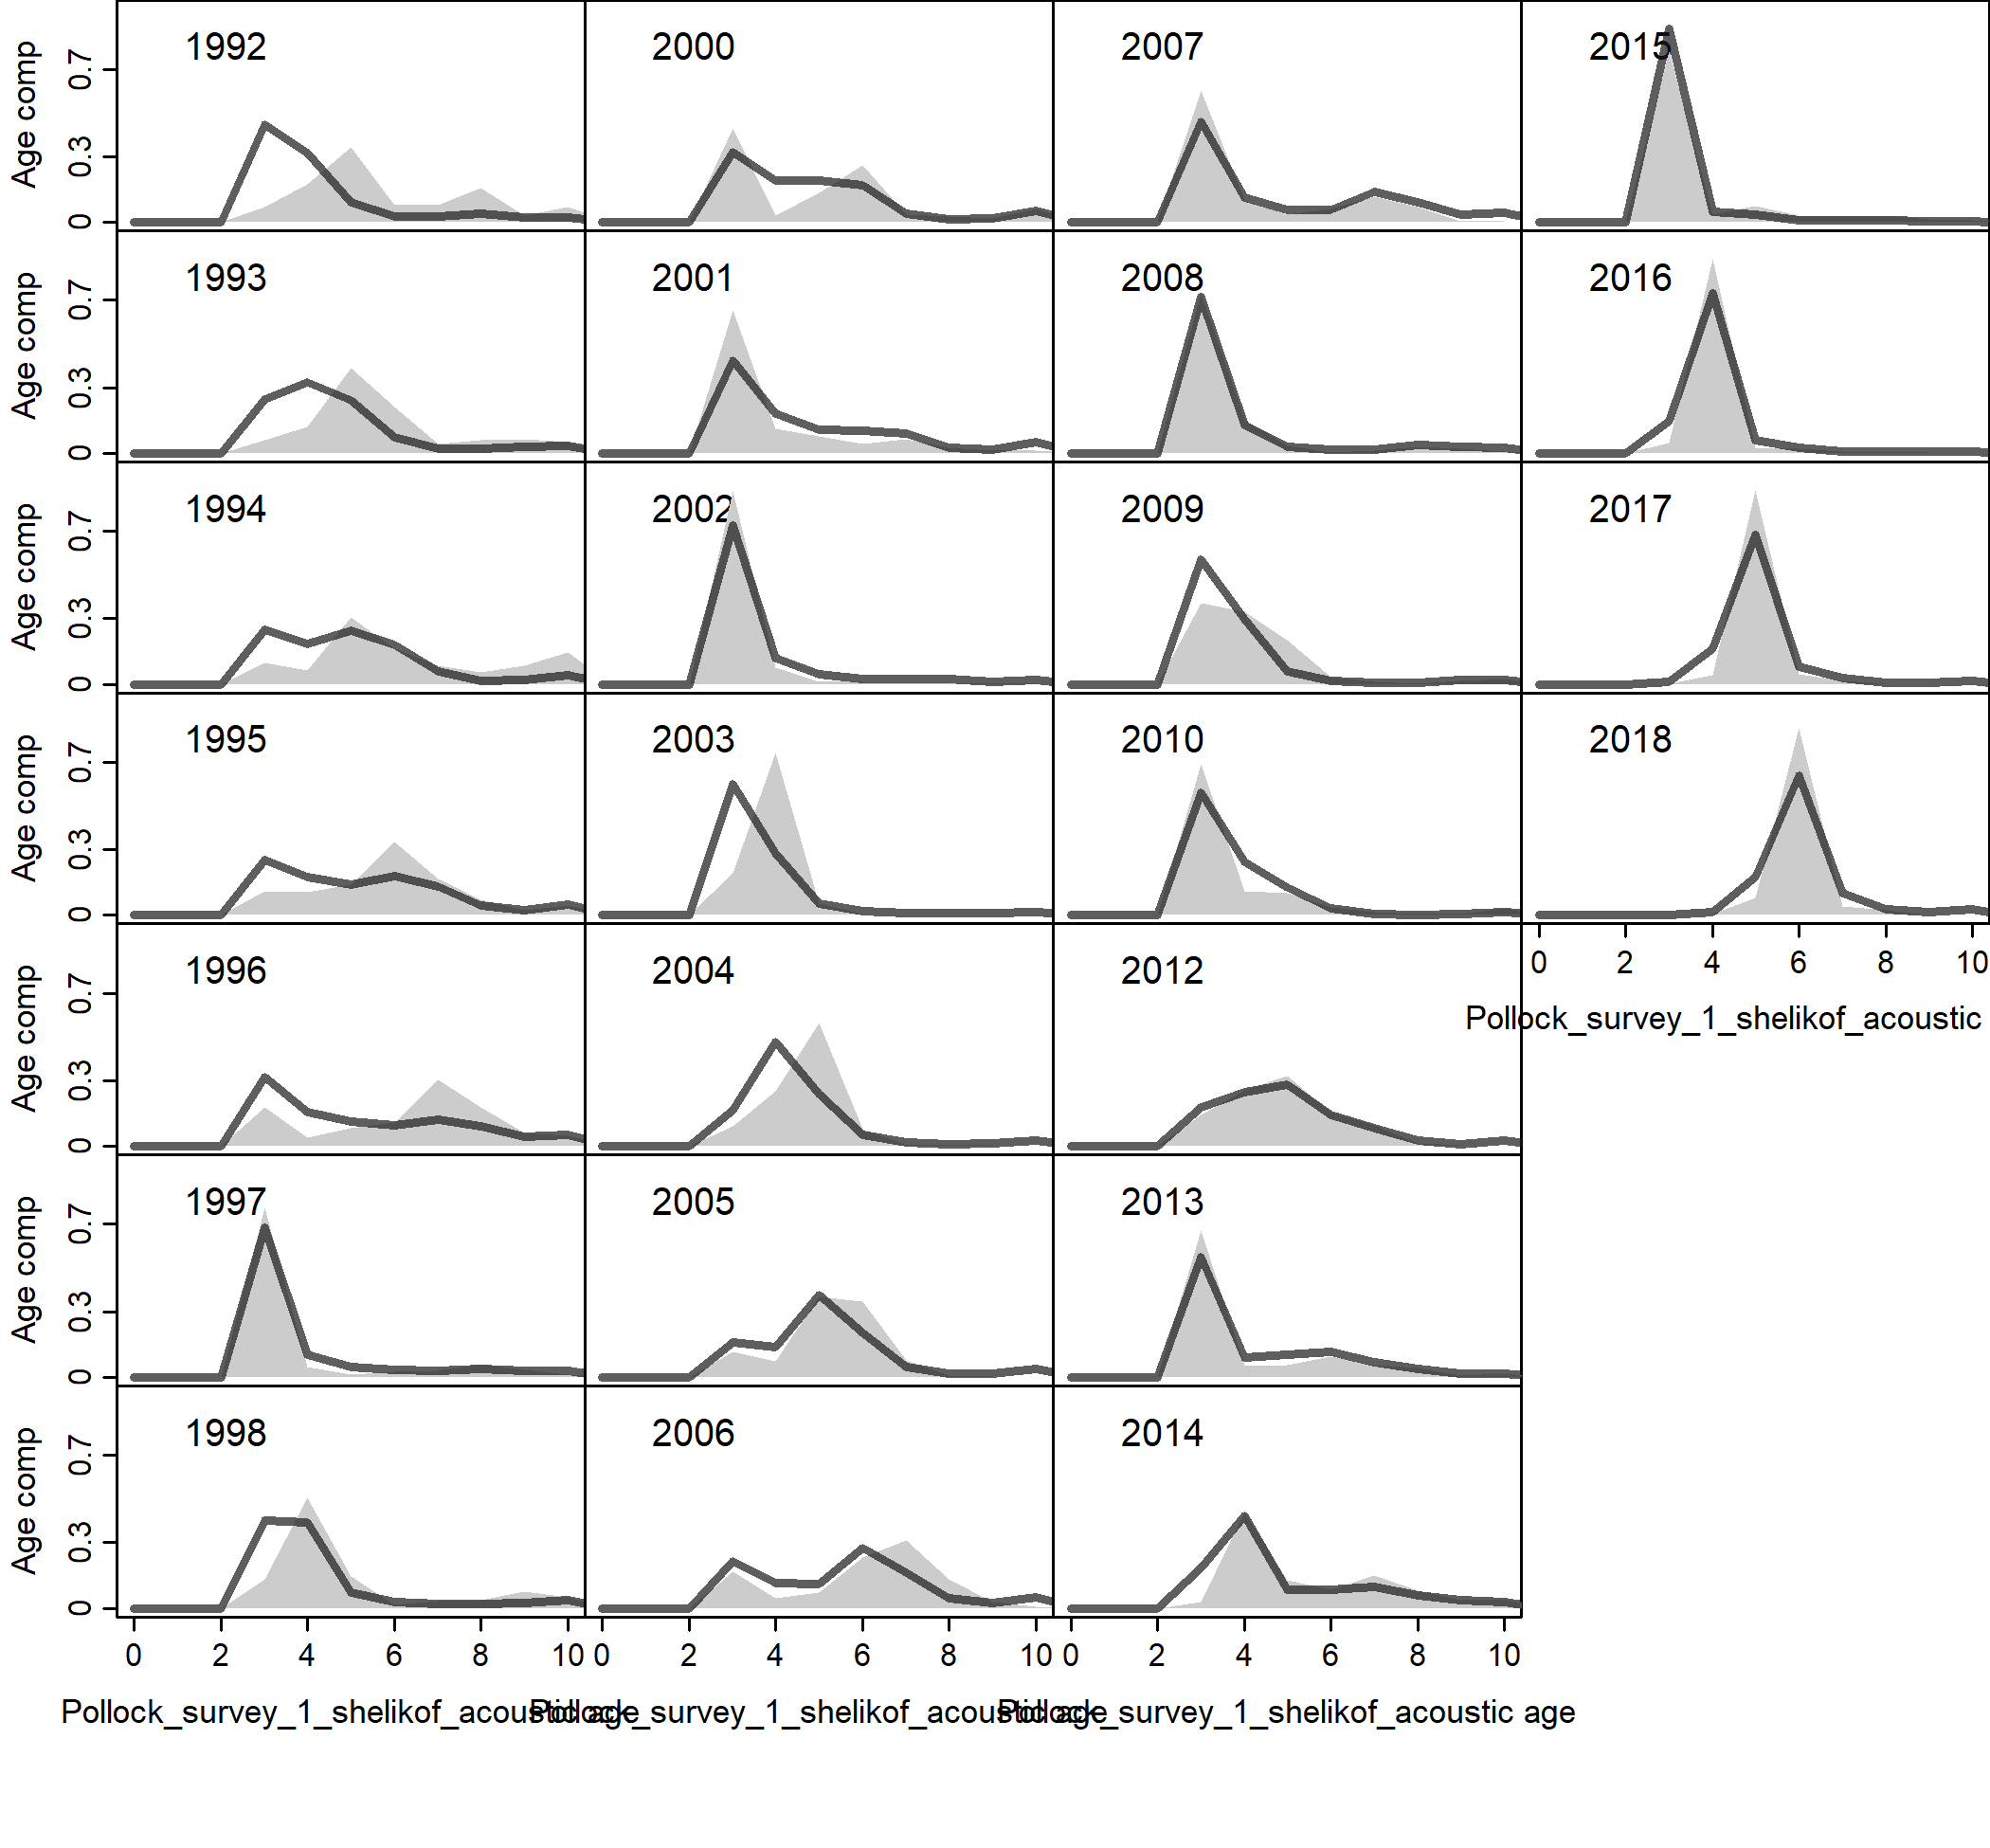 1992
2000
2007
2015
Age comp
0 0.3 0.7
1993
2001
2008
2016
Age comp
0 0.3 0.7
1994
2002
2009
2017
Age comp
0 0.3 0.7
1995
2003
2010
2018
Age comp
0 0.3 0.7
0 2 4 6 8 10
Pollock_survey_1_shelikof_acoustic
1996
2004
2012
Age comp
0 0.3 0.7
1997
2005
2013
Age comp
0 0.3 0.7
1998
2006
2014
Age comp
0 0.3 0.7
0 2 4 6 8 10 0 2 4 6 8 10 0 2 4 6 8 10
Pollock_survey_1_shelikof_acoustic age Pollock_survey_1_shelikof_acoustic age Pollock_survey_1_shelikof_acoustic age